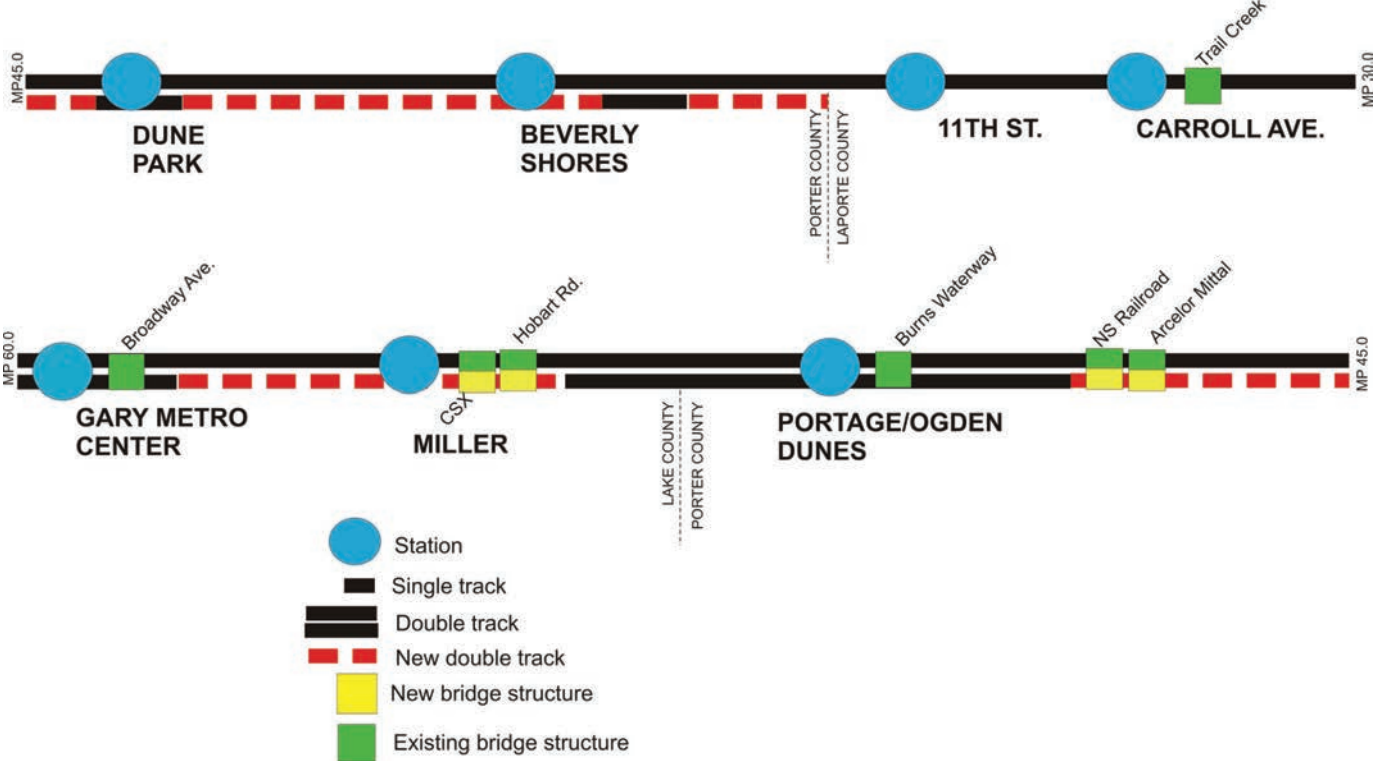 MP45.0
Trail Creek
MP 30.0
DUNE
PARK
BEVERLY
SHORES
11TH ST.
CARROLL AVE.
PORTER COUNTY
LAPORTE COUNTY
MP 60.0
Broadway Ave.
Hobart Rd.
Burns Waterway
NS Railroad
Arcelor Mittal
MP 45.0
CSX
GARY METRO
CENTER
MILLER
PORTAGE/OGDEN
DUNES
LAKE COUNTY
PORTER COUNTY
Station
Single track
Double track
New double track
New bridge structure
Existing bridge structure